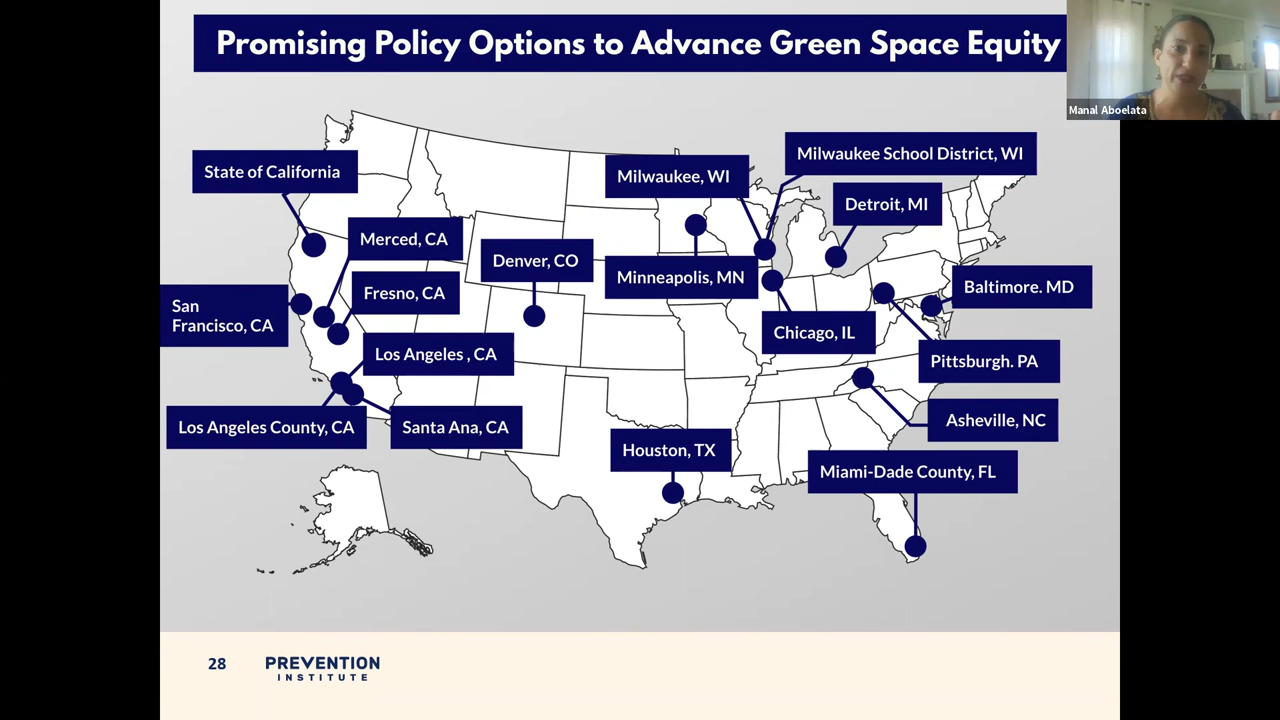 Promising Policy Options to Advance Green Space Equity
Manal Aboelata
Milwaukee School District, WI
State of California
Milwaukee, WI
Detroit, MI
Merced, CA
Denver, CO
Minneapolis, MN
Baltimore. MD
Fresno, CA
San
Francisco, CA
Chicago, IL
Los Angeles , CA
Pittsburgh. PA
Los Angeles County, CA
Santa Ana, CA
Asheville, NC
Houston, TX
Miami-Dade County, FL
28
PREVENTION
INSTITUTE